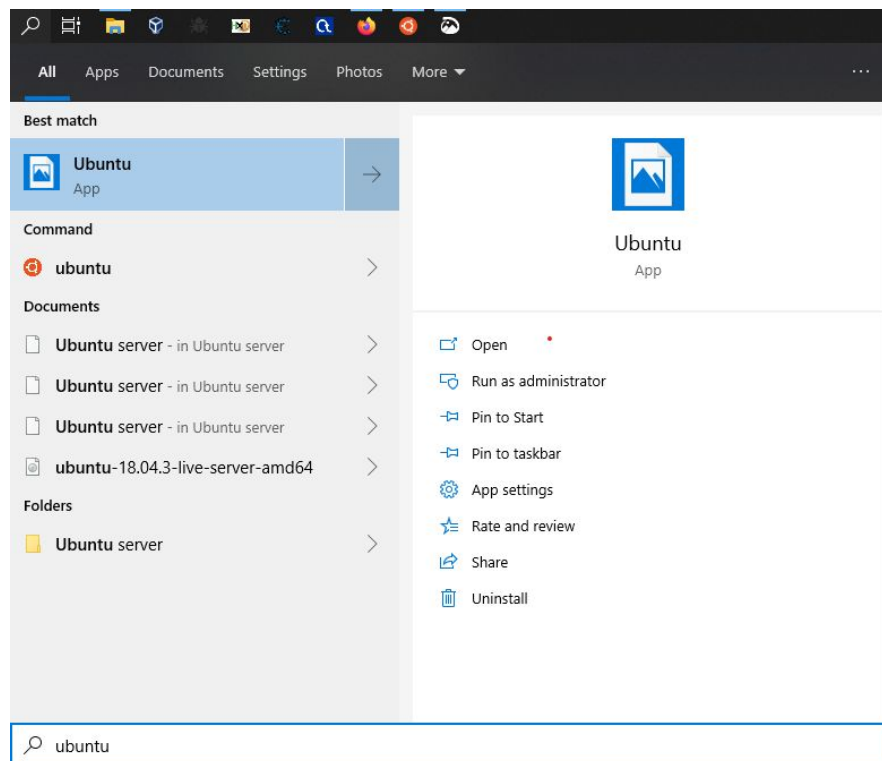 All Apps Documents Settings Photos More
Best match
Ubuntu
App
Command
ubuntu
Documents
Ubuntu server - in Ubuntu server
Ubuntu server - in Ubuntu server
Ubuntu server - in Ubuntu server
ubuntu-18.04.3-live-server-amd64
Folders
Ubuntu server
Ubuntu
App
Open
Run as administrator
Pin to Start
Pin to taskbar
App settings
Rate and review
Share
Uninstall
ubuntu